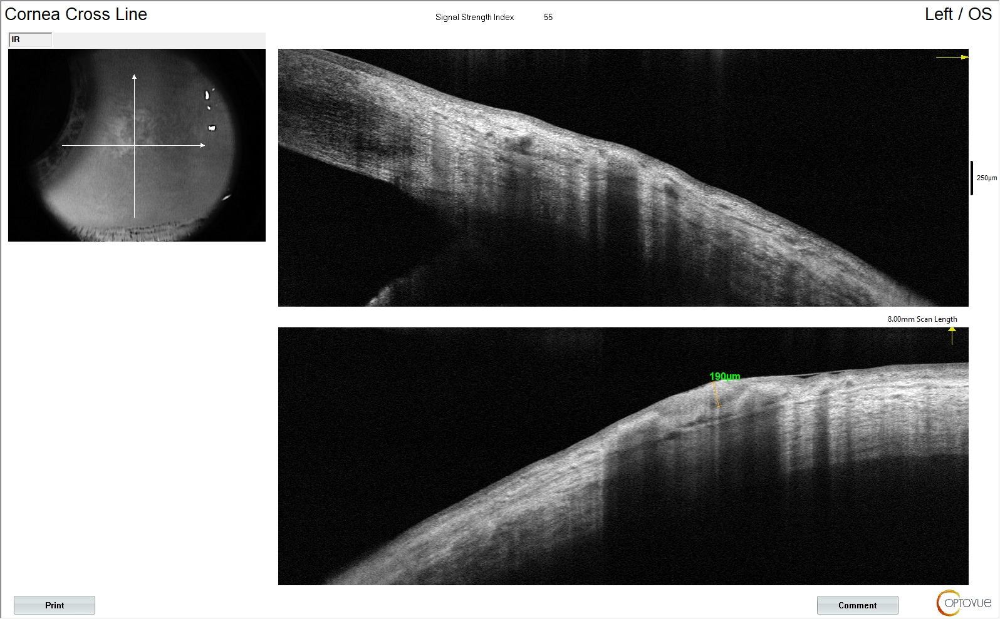 Cornea Cross Line
Signal Strength Index 55
Left / OS
IR
250µm
8.00mm Scan Length
190µm
Print
Comment
OPTOVUE